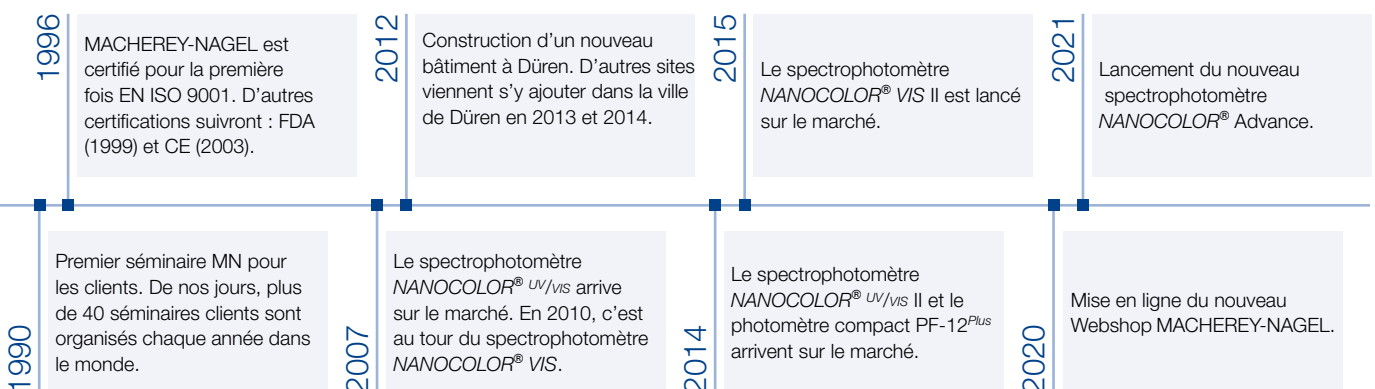 1996
MACHEREY-NAGEL est
certifié pour la première
fois EN ISO 9001. D’autres
certifications suivront : FDA
(1999) et CE (2003).
2012
Construction d’un nouveau
bâtiment à Düren. D’autres sites
viennent s’y ajouter dans la ville
de Düren en 2013 et 2014.
2015
Le spectrophotomètre
NANOCOLOR® VIS II est lancé
sur le marché.
2021
Lancement du nouveau
spectrophotomètre
NANOCOLOR® Advance.
1990
Premier séminaire MN pour
les clients. De nos jours, plus
de 40 séminaires clients sont
organisés chaque année dans
le monde.
2007
Le spectrophotomètre
NANOCOLOR® UV/VIS arrive
sur le marché. En 2010, c’est
au tour du spectrophotomètre
NANOCOLOR® VIS.
2014
Le spectrophotomètre
NANOCOLOR® UV/VIS II et le
photomètre compact PF-12Plus
arrivent sur le marché.
2020
Mise en ligne du nouveau
Webshop MACHEREY-NAGEL.